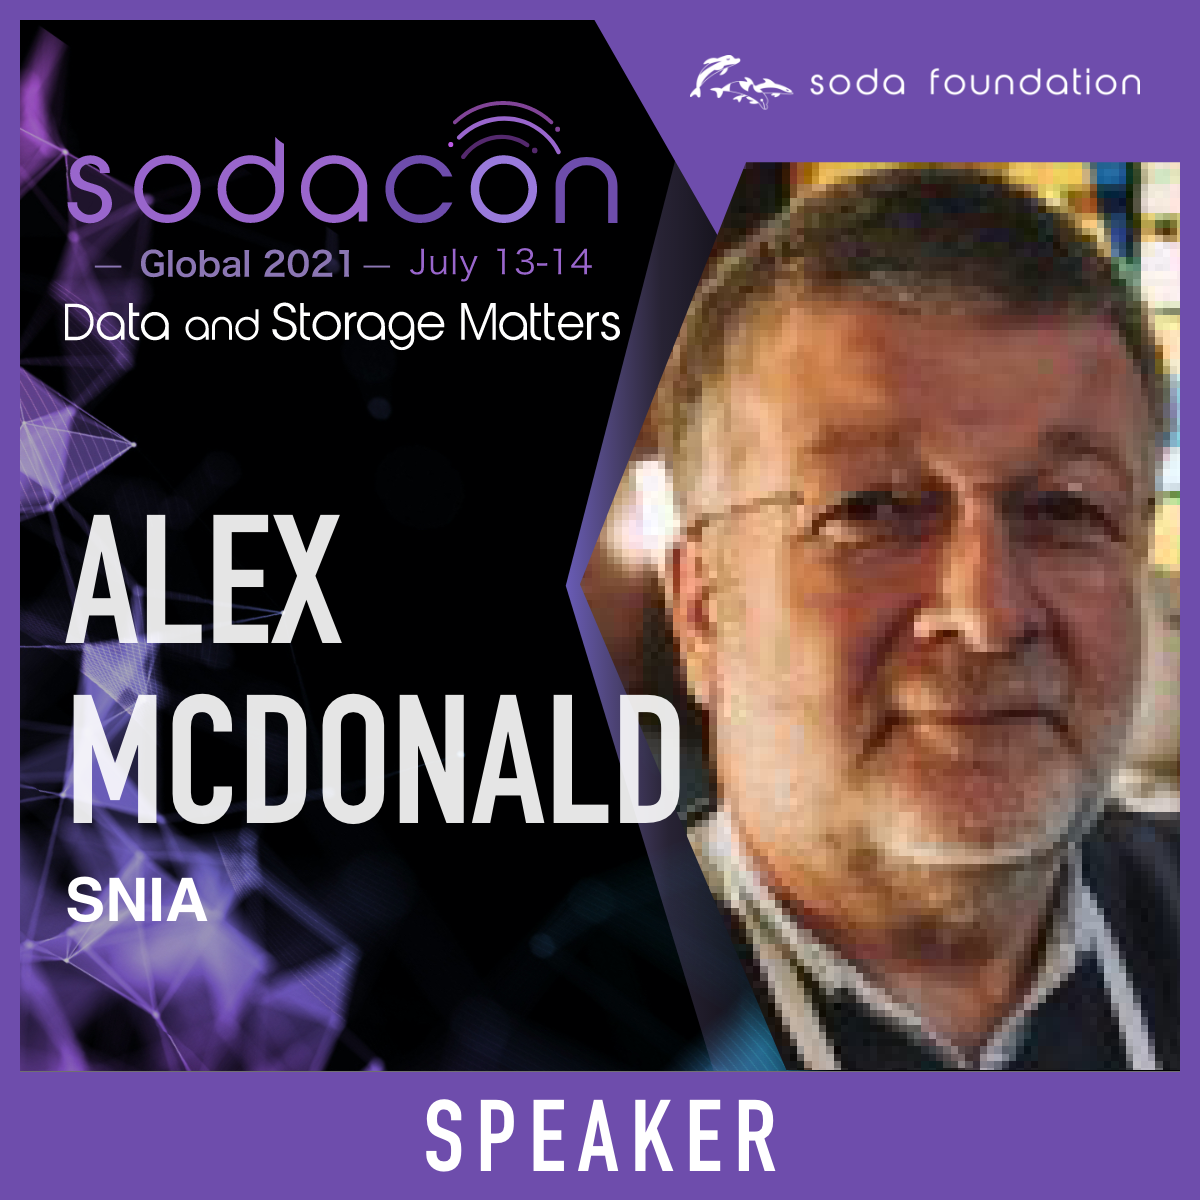 soda foundation
sodacon
— Global 2021 — July 13-14
Data and Storage Matters
ALEX
MCDONALD
SNIA
SPEAKER